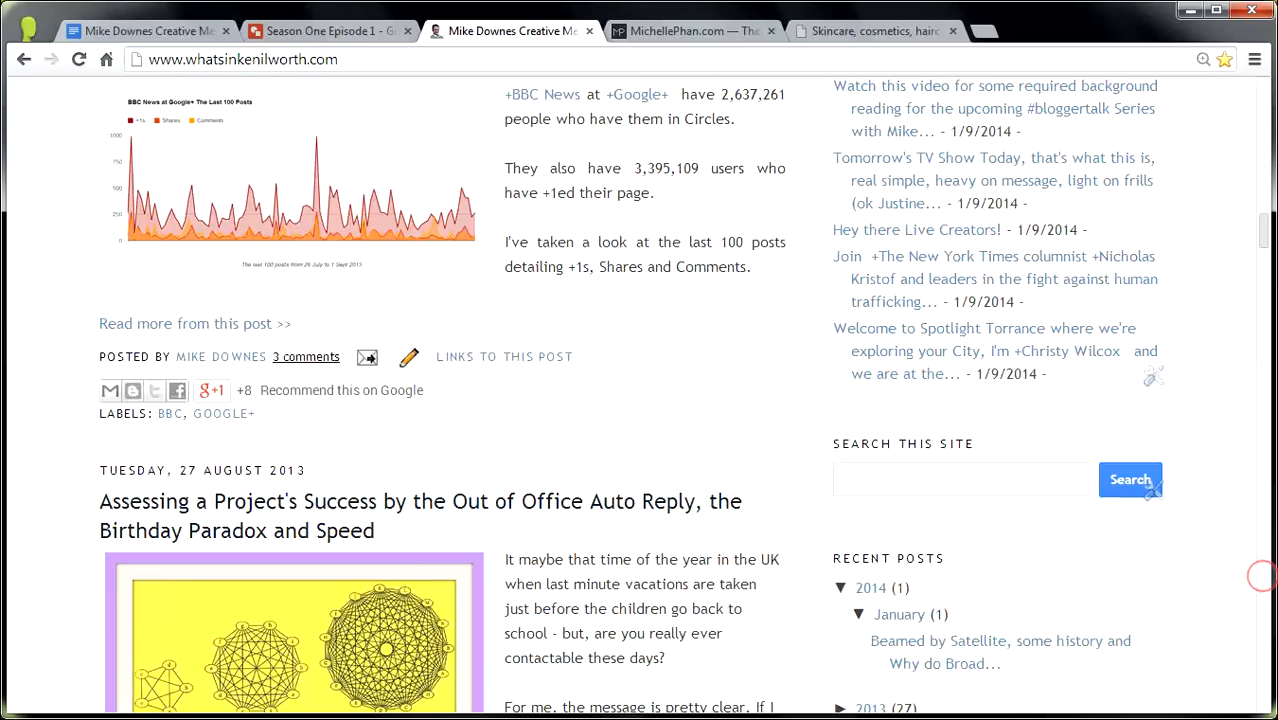 Mike Downes Creative Me
Season One Episode 1 - G
Mike Downes Creative Me
MichellePhan.com — Tha
Skincare, cosmetics, hairc
www.whatsinkenilworth.com
BBC News at Google+ The Last 100 Posts
+1s Shares Comments
1000
750
500
250
0
+BBC News at +Google+ have 2,637,261
people who have them in Circles.
They also have 3,395,109 users who
have +1ed their page.
I've taken a look at the last 100 posts
detailing +1s, Shares and Comments.
Read more from this post >>
POSTED BY MIKE DOWNES 3 comments LINKS TO THIS POST
g+1 +8 Recommend this on Google
LABELS: BBC, GOOGLE+
TUESDAY, 27 AUGUST 2013
Assessing a Project's Success by the Out of Office Auto Reply, the
Birthday Paradox and Speed
It maybe that time of the year in the UK
when last minute vacations are taken
just before the children go back to
school - but, are you really ever
contactable these days?
For me, the message is pretty clear. If I
Watch this video for some required background
reading for the upcoming #bloggertalk Series
with Mike... - 1/9/2014 -
Tomorrow's TV Show Today, that's what this is,
real simple, heavy on message, light on frills
(ok Justine... - 1/9/2014 -
Hey there Live Creators! - 1/9/2014 -
Join +The New York Times columnist +Nicholas
Kristof and leaders in the fight against human
trafficking... - 1/9/2014 -
Welcome to Spotlight Torrance where we're
exploring your City, I'm +Christy Wilcox and
we are at the... - 1/9/2014 -
SEARCH THIS SITE
Search
RECENT POSTS
▼ 2014 (1)
▼ January (1)
Beamed by Satellite, some history and
Why do Broad...
► 2013 (27)